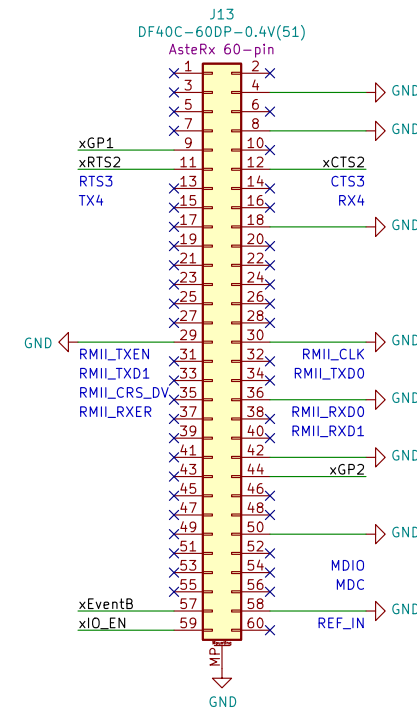 J13
DF40C-60DP-0.4V(51)
AsteRx 60-pin
1 2
3 4 GND
5 6
7 8 GND
xGP1 9 10
xRTS2 11 12 xCTS2
RTS3 13 14 CTS3
TX4 15 16 RX4
17 18 GND
19 20
21 22
23 24
25 26
27 28
GND 29 30 GND
RMII_TXEN 31 32 RMII_CLK
RMII_TXD1 33 34 RMII_TXD0
RMII_CRS_DV 35 36 GND
RMII_RXER 37 38 RMII_RXD0
39 40 RMII_RXD1
41 42 GND
43 44 xGP2
45 46
47 48
49 50 GND
51 52
53 54 MDIO
55 56 MDC
xEventB 57 58 GND
xIO_EN 59 60 REF_IN
MP
GND